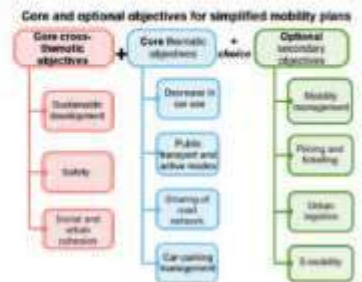 Core and optional objectives for simplified mobility plans
Core cross-
thematic
objectives
+
Core thematic
objectives
+
choice
Optional
secondary
objectives
Sustainable
development
Safety
Social and
urban
cohesion
Decrease in
car use
Public
transport and
active modes
Sharing of
road
network
Car-parking
management
Mobility
management
Pricing and
ticketing
Urban
logistics
E-mobility